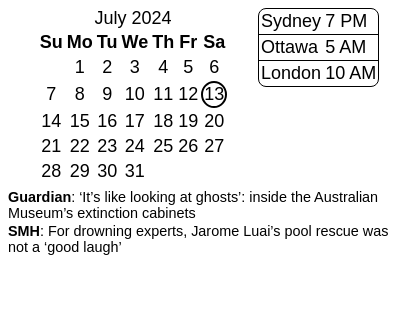 July 2024
Su Mo Tu We Th Fr Sa
1 2 3 4 5 6
7 8 9 10 11 12 13
14 15 16 17 18 19 20
21 22 23 24 25 26 27
28 29 30 31
Sydney 7 PM
Ottawa 5 AM
London 10 AM
Guardian: ‘It’s like looking at ghosts’: inside the Australian
Museum’s extinction cabinets
SMH: For drowning experts, Jarome Luai’s pool rescue was
not a ‘good laugh’